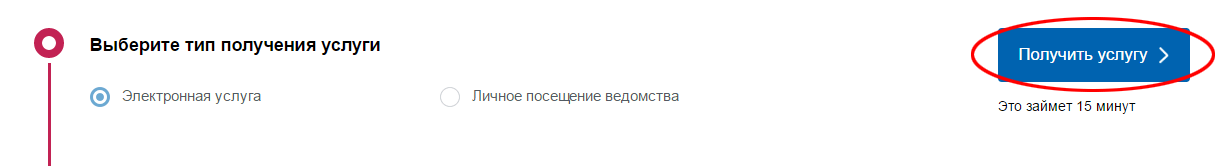 Выберите тип получения услуги
Получить услугу
Электронная услуга
Личное посещение ведомства
Это займет 15 минут